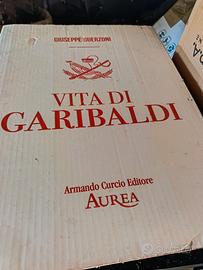 GIUSEPPE GUERZONI
VITA DI
GARIBALDI
Armando Curcio Editore
AUREA